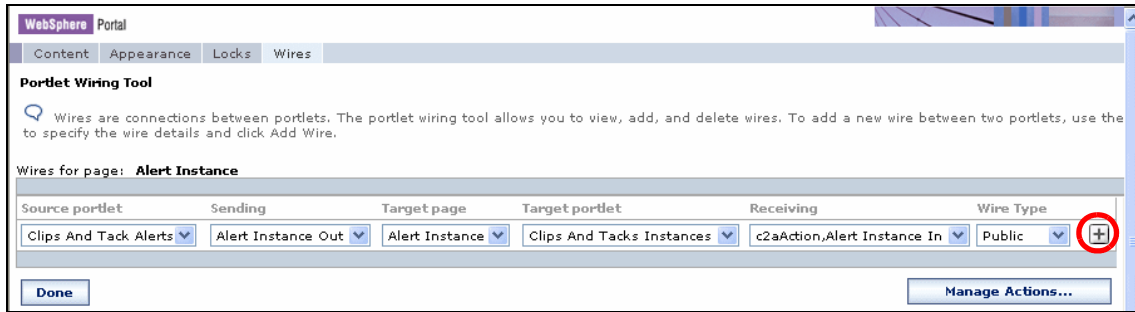 WebSphere Portal
Content Appearance Locks Wires
Portlet Wiring Tool
Wires are connections between portlets. The portlet wiring tool allows you to view, add, and delete wires. To add a new wire between two portlets, use the
to specify the wire details and click Add Wire.
Wires for page: Alert Instance
Source portlet Sending Target page Target portlet Receiving Wire Type
Clips And Tack Alerts Alert Instance Out Alert Instance Clips And Tacks Instances c2aAction,Alert Instance In Public +
Done Manage Actions...